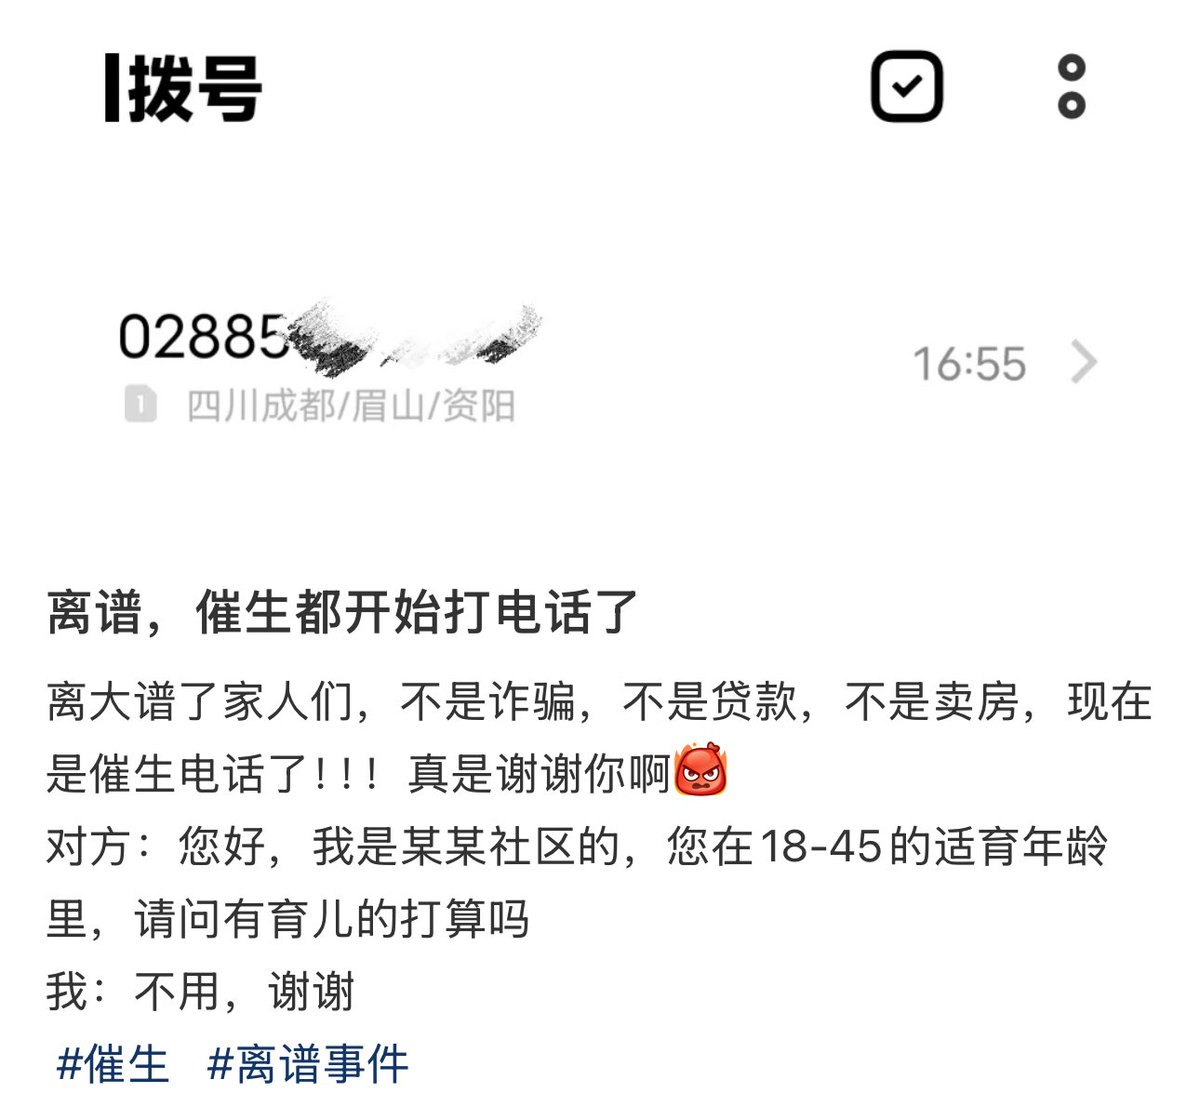 拨号
02885
16:55
1 四川成都/眉山/资阳
离谱，催生都开始打电话了
离大谱了家人们，不是诈骗，不是贷款，不是卖房，现在
是催生电话了！！！真是谢谢你啊
对方：您好，我是某某社区的，您在18-45的适育年龄
里，请问有育儿的打算吗
我：不用，谢谢
#催生 #离谱事件